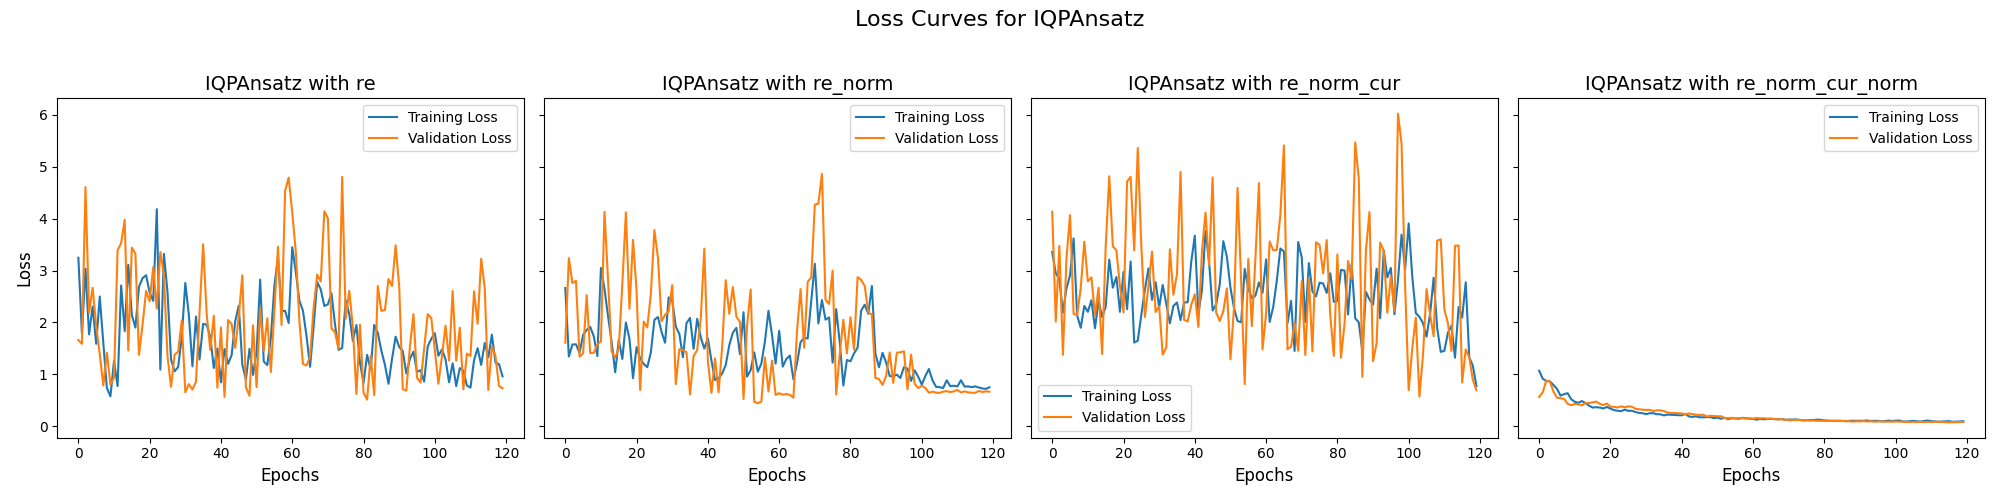 Loss Curves for IQPAnsatz
IQPAnsatz with re
IQPAnsatz with re_norm
IQPAnsatz with re_norm_cur
IQPAnsatz with re_norm_cur_norm
Training Loss
Validation Loss
Training Loss
Validation Loss
Training Loss
Validation Loss
Training Loss
Validation Loss
Loss
6
5
4
3
2
1
0
0 20 40 60 80 100 120
0 20 40 60 80 100 120
0 20 40 60 80 100 120
0 20 40 60 80 100 120
Epochs
Epochs
Epochs
Epochs